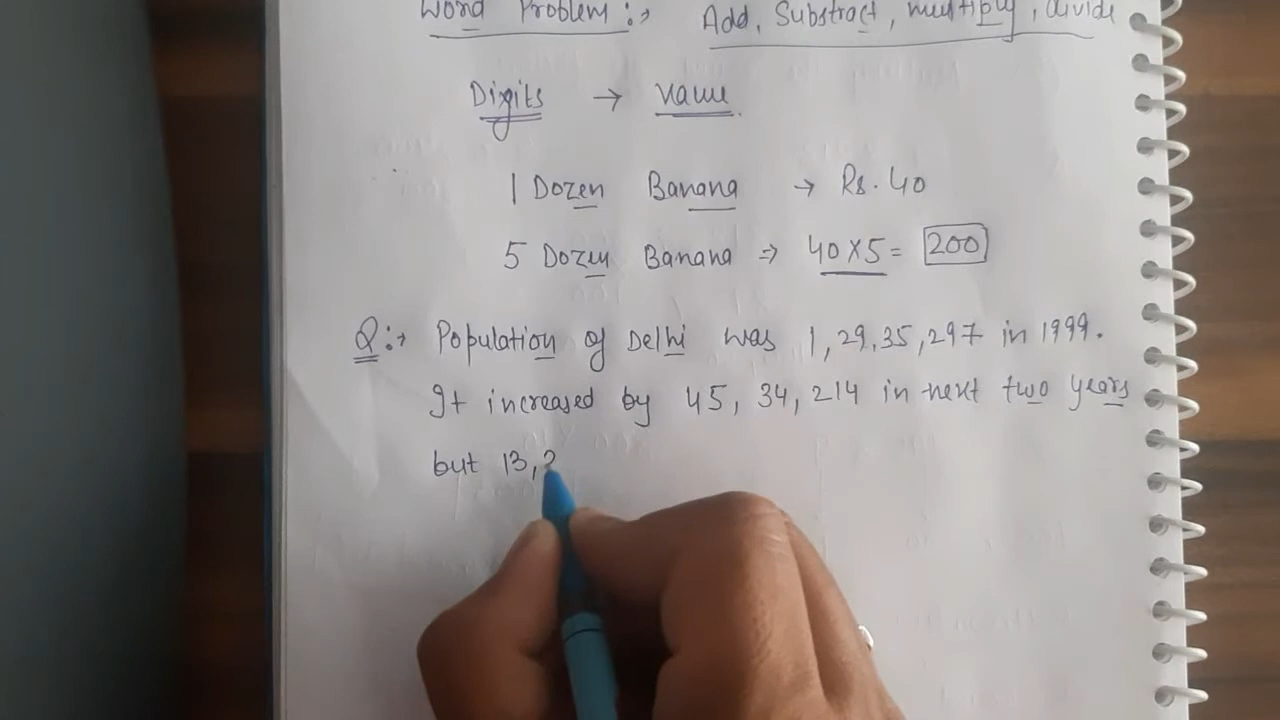 Word Problem :→ Add, Substract, multiply, divide
Digits → Name.
1 Dozen Banana → Rs. 40
5 Dozen Banana ⇒ 40×5 = 200
Q:→ Population of Delhi was 1,29,35,297 in 1999.
It increased by 45, 34, 214 in next two years
but 13,2